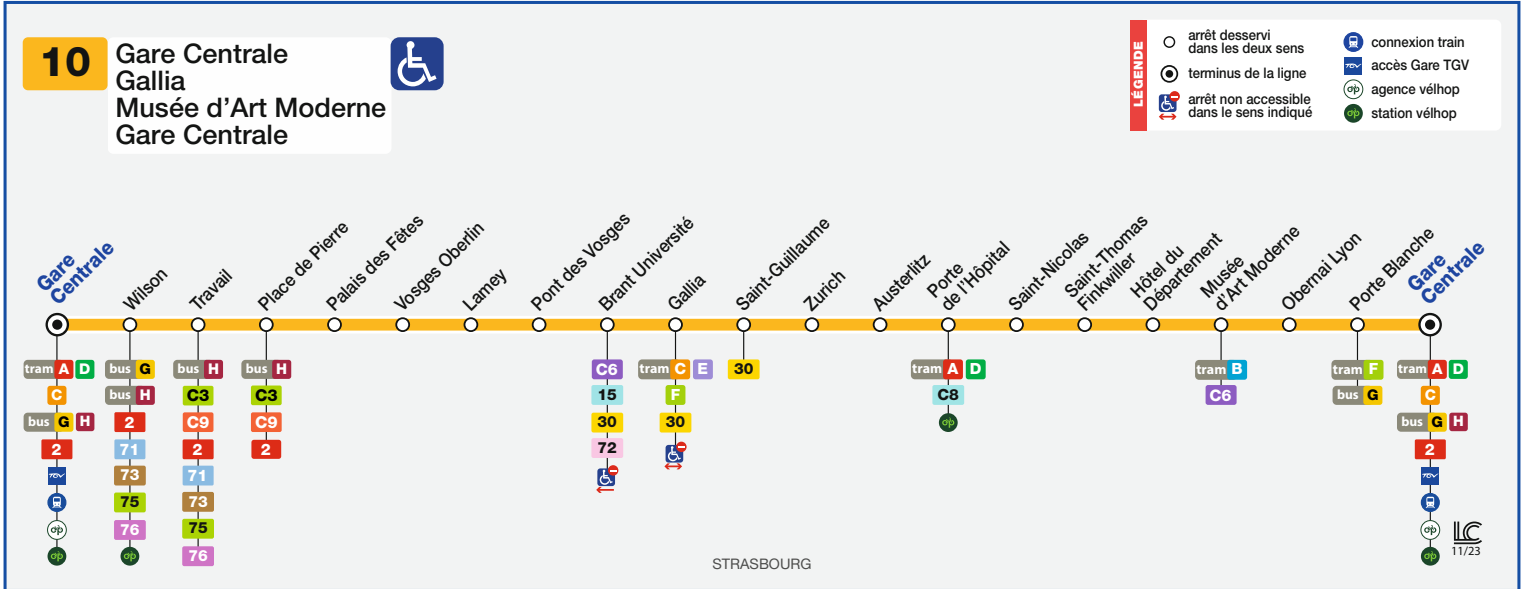 10
Gare Centrale
Gallia
Musée d'Art Moderne
Gare Centrale
LÉGENDE
arrêt desservi
dans les deux sens
terminus de la ligne
arrêt non accessible
dans le sens indiqué
connexion train
TGV accès Gare TGV
agence vélhop
station vélhop
Gare
Centrale
Wilson
Travail
Place de Pierre
Palais des Fêtes
Vosges Oberlin
Lamey
Pont des Vosges
Brant Université
Gallia
Saint-Guillaume
Zurich
Austerlitz
Porte
de l'Hôpital
Saint-Nicolas
Saint-Thomas
Finkwiller
Hôtel du
Département
Musée
d'Art Moderne
Obernai Lyon
Porte Blanche
Gare
Centrale
tram A D
C
bus G H
2
TGV
bus G
bus H
2
71
73
75
76
bus H
C3
C9
2
71
73
75
76
bus H
C3
C9
2
C6
15
30
72
tram C E
F
30
30
tram A D
C8
tram B
C6
tram F
bus G
tram A D
C
bus G H
2
TGV
STRASBOURG
LC
11/23